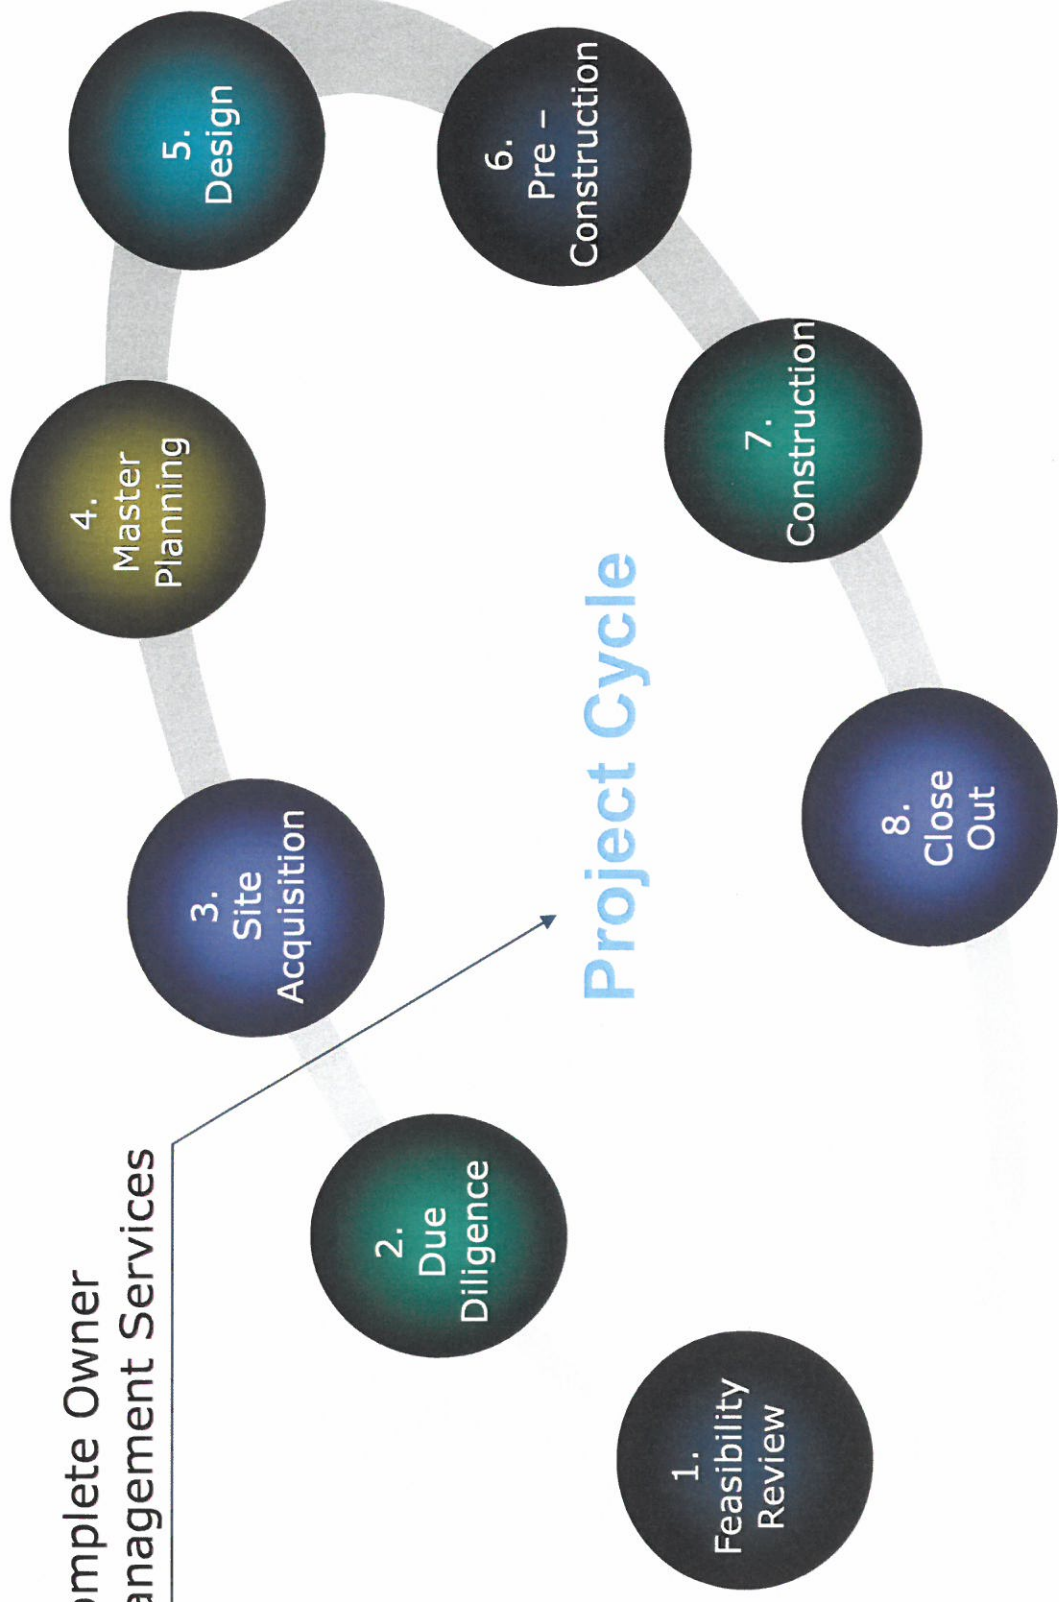 omplete Owner
anagement Services
Project Cycle
1.
Feasibility
Review
2.
Due
Diligence
3.
Site
Acquisition
4.
Master
Planning
5.
Design
6.
Pre –
Construction
7.
Construction
8.
Close
Out